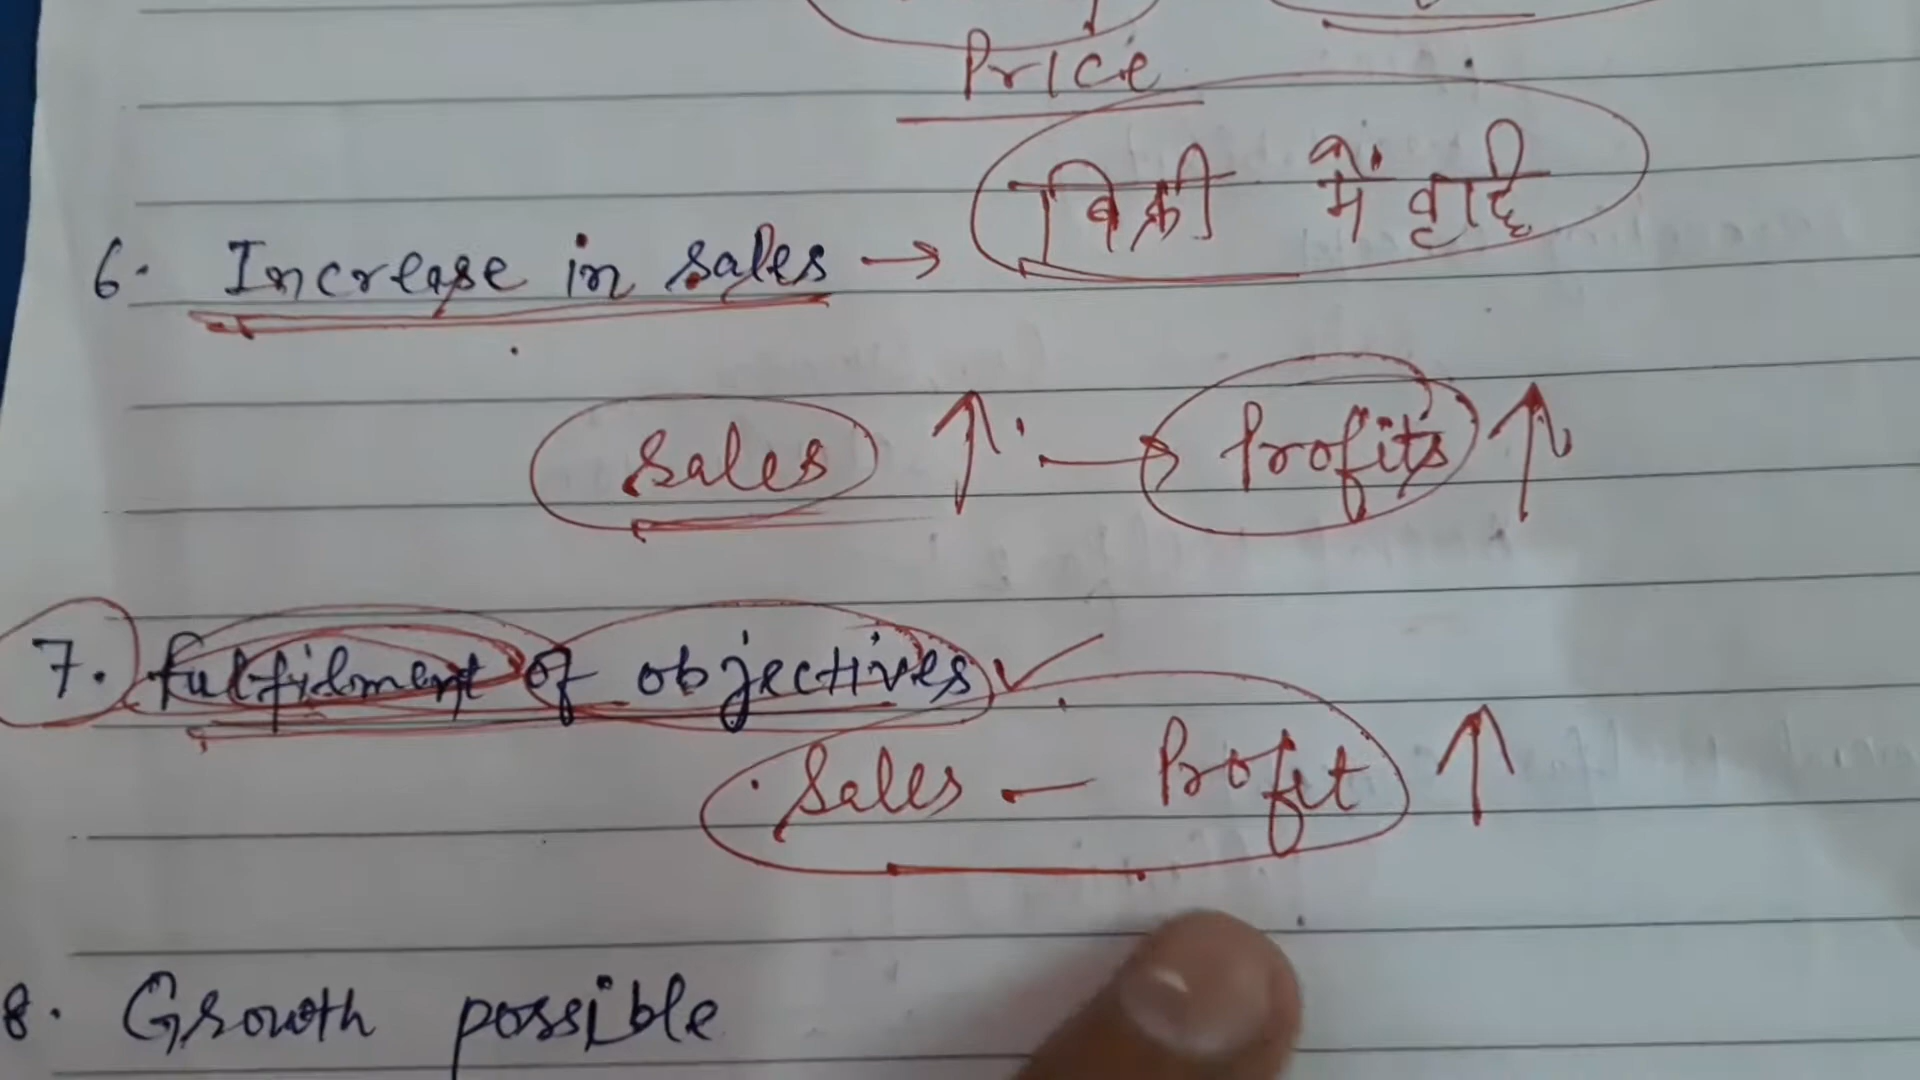 Price
बिक्री में वृद्धि
6. Increase in sales →
Sales ↑ → Profits ↑
7. fulfilment of objectives ✓
Sales — Profit ↑
8. Growth possible